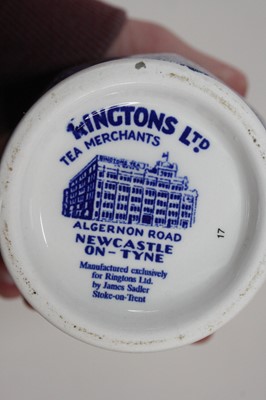 RINGTONS LTD
TEA MERCHANTS
ALGERNON ROAD
NEWCASTLE
ON-TYNE
Manufactured exclusively
for Ringtons Ltd.
by James Sadler
Stoke-on-Trent
17